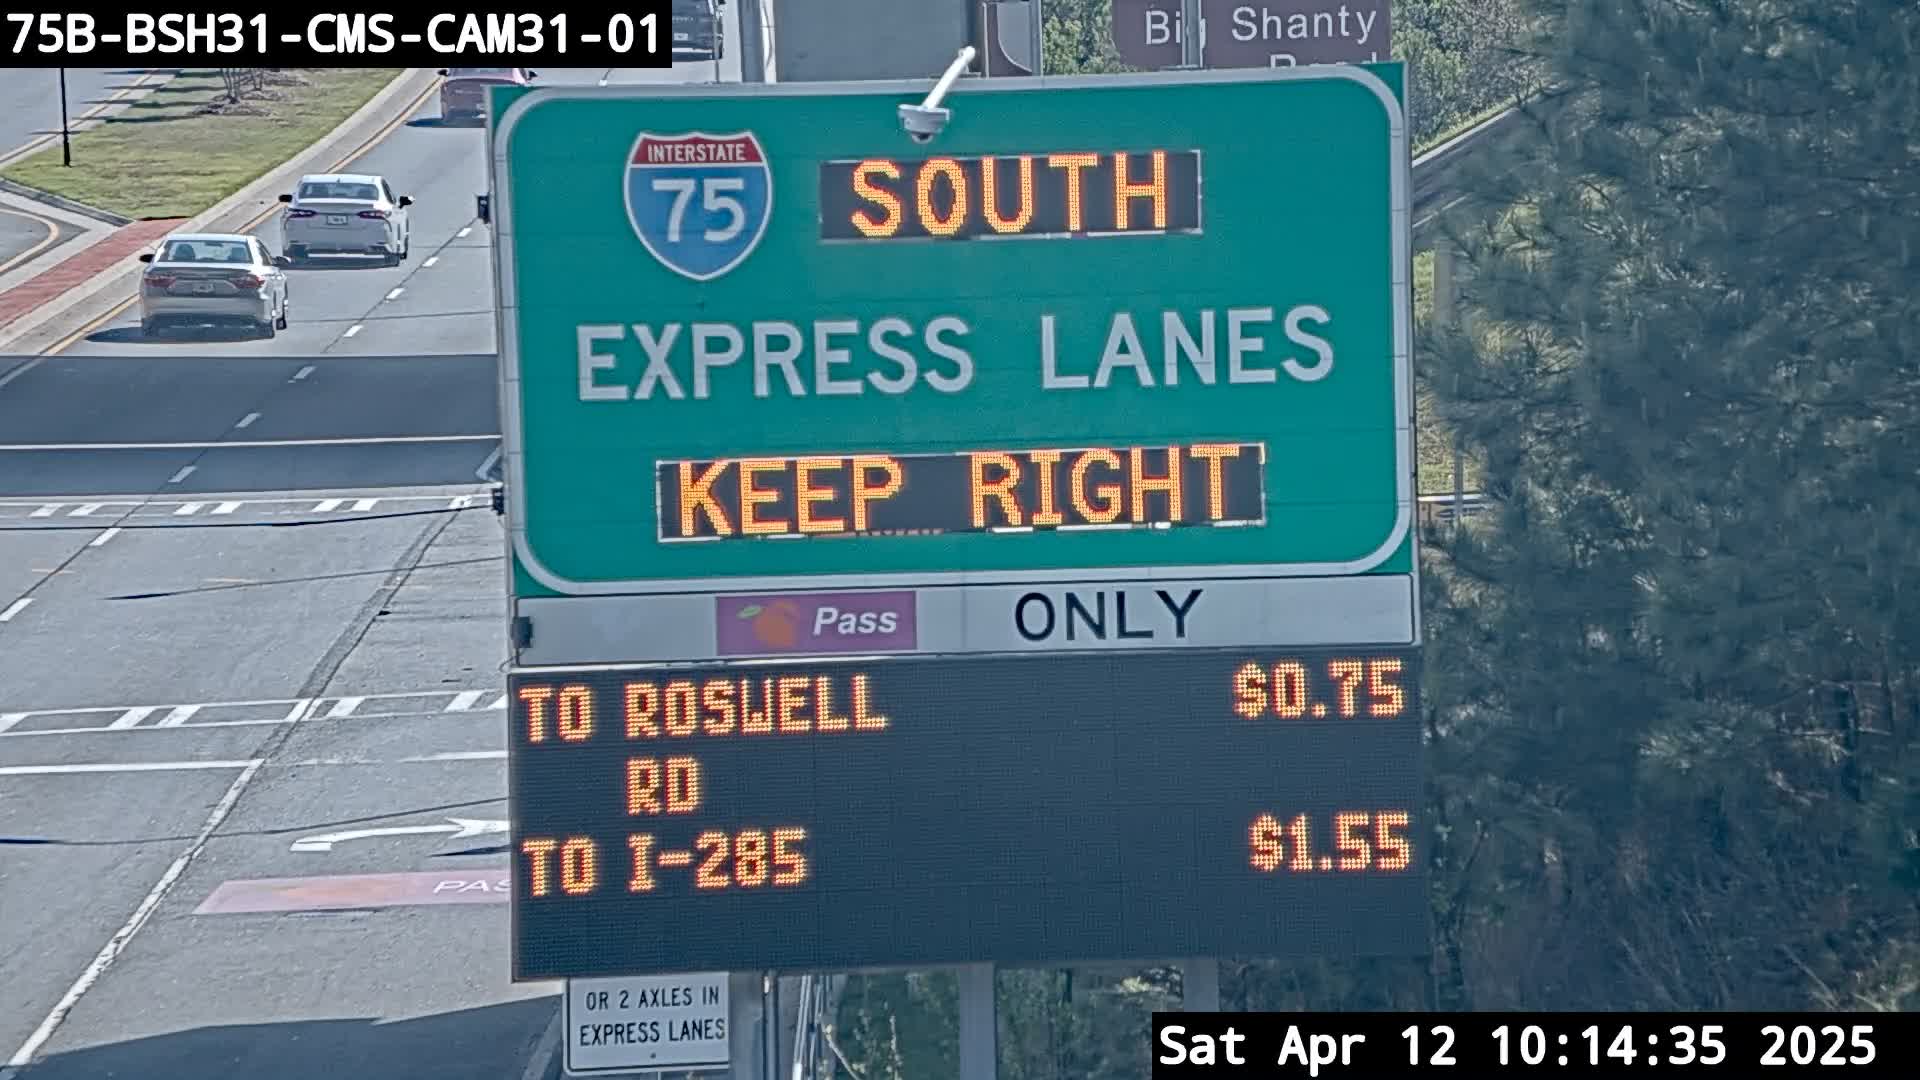 75B-BSH31-CMS-CAM31-01
Big Shanty
Road
INTERSTATE
75
SOUTH
EXPRESS LANES
KEEP RIGHT
Pass
ONLY
TO ROSWELL $0.75
RD
TO I-285 $1.55
PAS
OR 2 AXLES IN
EXPRESS LANES
Sat Apr 12 10:14:35 2025